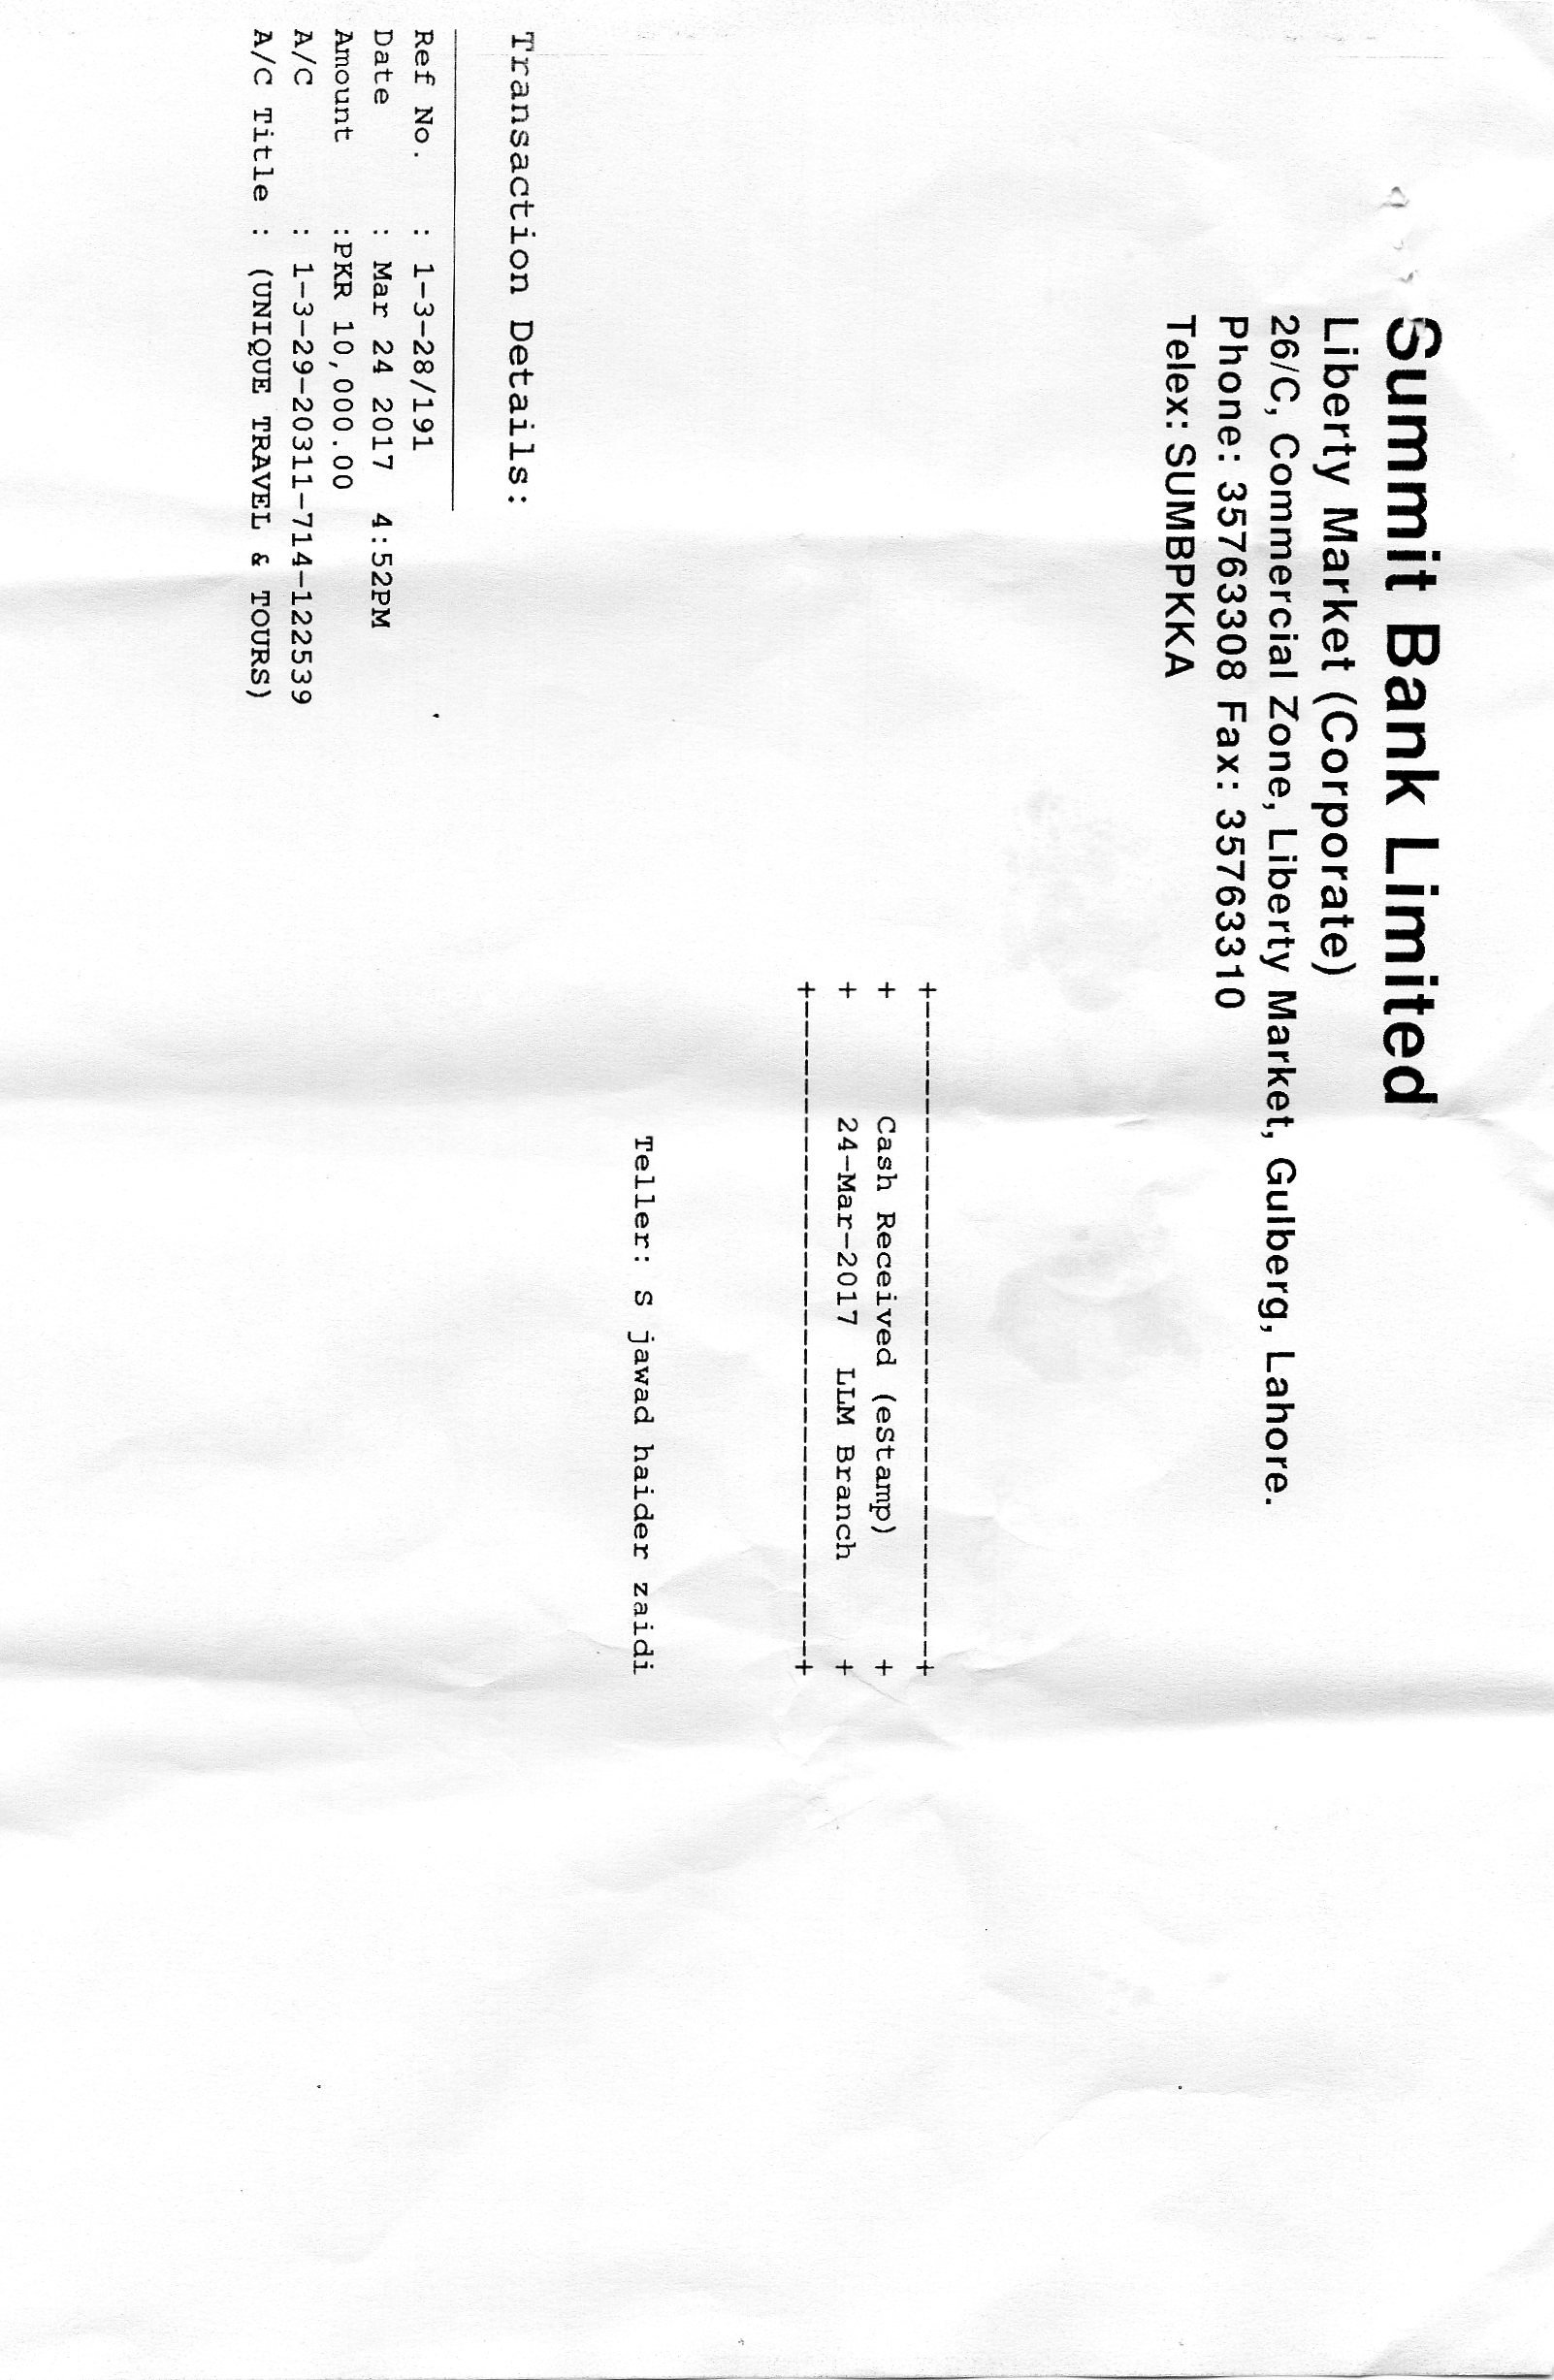 Summit Bank Limited
Liberty Market (Corporate)
26/C, Commercial Zone, Liberty Market, Gulberg, Lahore.
Phone: 35763308 Fax: 35763310
Telex: SUMBPKKA
+--------------------------------+
+ Cash Received (eStamp) +
+ 24-Mar-2017 LLM Branch +
+--------------------------------+
Teller: S jawad haider zaidi
Transaction Details:
Ref No. : 1-3-28/191
Date : Mar 24 2017 4:52PM
Amount :PKR 10,000.00
A/C : 1-3-29-20311-714-122539
A/C Title : (UNIQUE TRAVEL & TOURS)